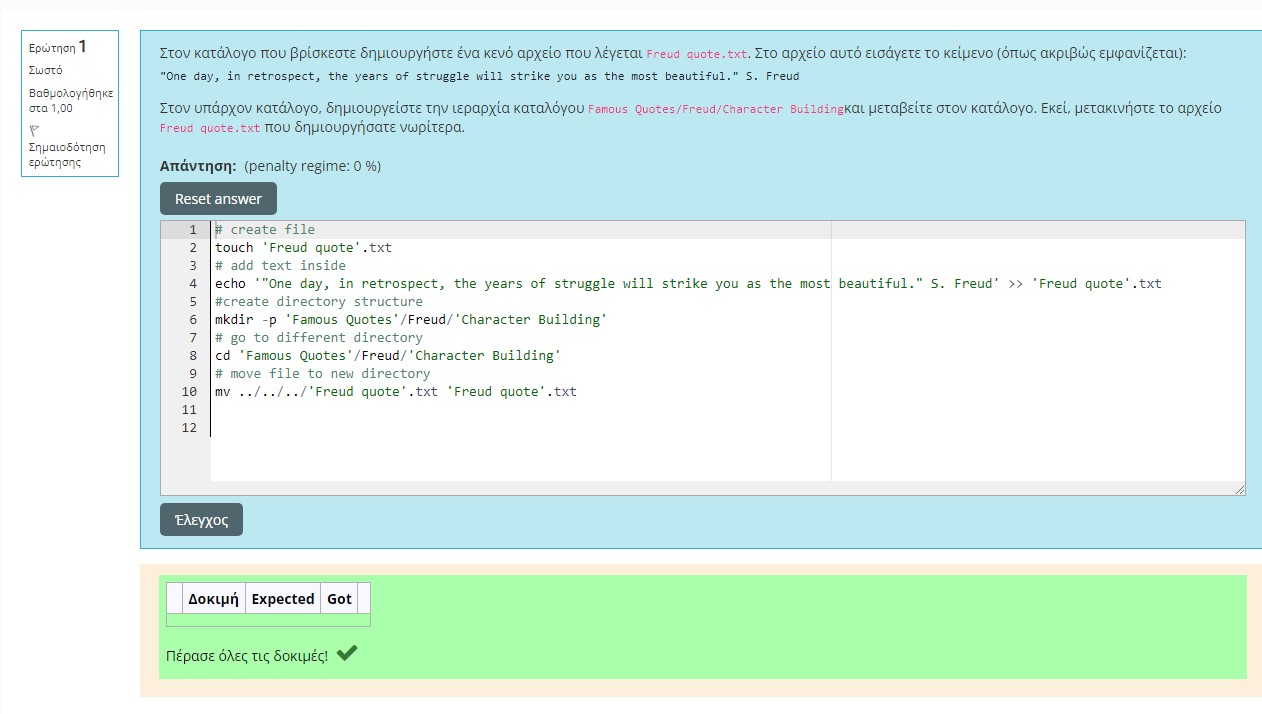 Ερώτηση 1
Σωστό
Βαθμολογήθηκε
στα 1,00
Σημαιοδότηση
ερώτησης
Στον κατάλογο που βρίσκεστε δημιουργήστε ένα κενό αρχείο που λέγεται Freud quote.txt. Στο αρχείο αυτό εισάγετε το κείμενο (όπως ακριβώς εμφανίζεται):
"One day, in retrospect, the years of struggle will strike you as the most beautiful." S. Freud
Στον υπάρχον κατάλογο, δημιουργείστε την ιεραρχία καταλόγου Famous Quotes/Freud/Character Buildingκαι μεταβείτε στον κατάλογο. Εκεί, μετακινήστε το αρχείο
Freud quote.txt που δημιουργήσατε νωρίτερα.
Απάντηση: (penalty regime: 0 %)
Reset answer
1 # create file
2 touch 'Freud quote'.txt
3 # add text inside
4 echo '"One day, in retrospect, the years of struggle will strike you as the most beautiful." S. Freud' >> 'Freud quote'.txt
5 #create directory structure
6 mkdir -p 'Famous Quotes'/Freud/'Character Building'
7 # go to different directory
8 cd 'Famous Quotes'/Freud/'Character Building'
9 # move file to new directory
10 mv ../../../'Freud quote'.txt 'Freud quote'.txt
11
12
Έλεγχος
Δοκιμή Expected Got
Πέρασε όλες τις δοκιμές!